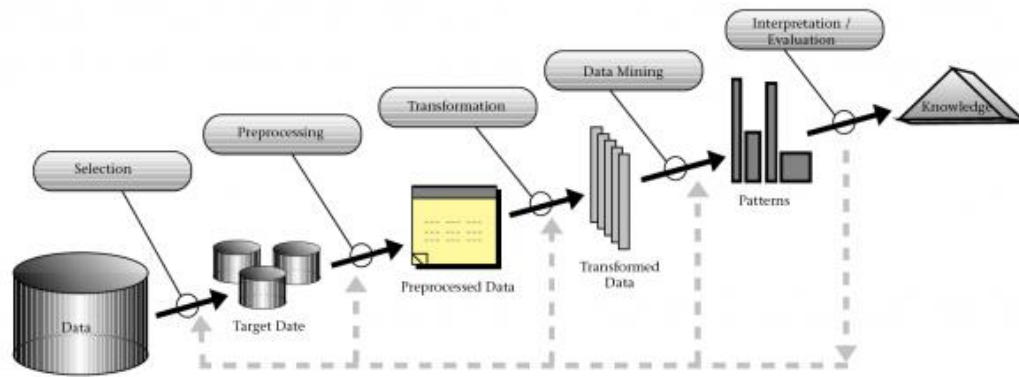 Interpretation /
Evaluation
Data Mining
Knowledge
Transformation
Preprocessing
Selection
Patterns
Transformed
Data
Preprocessed Data
Target Date
Data